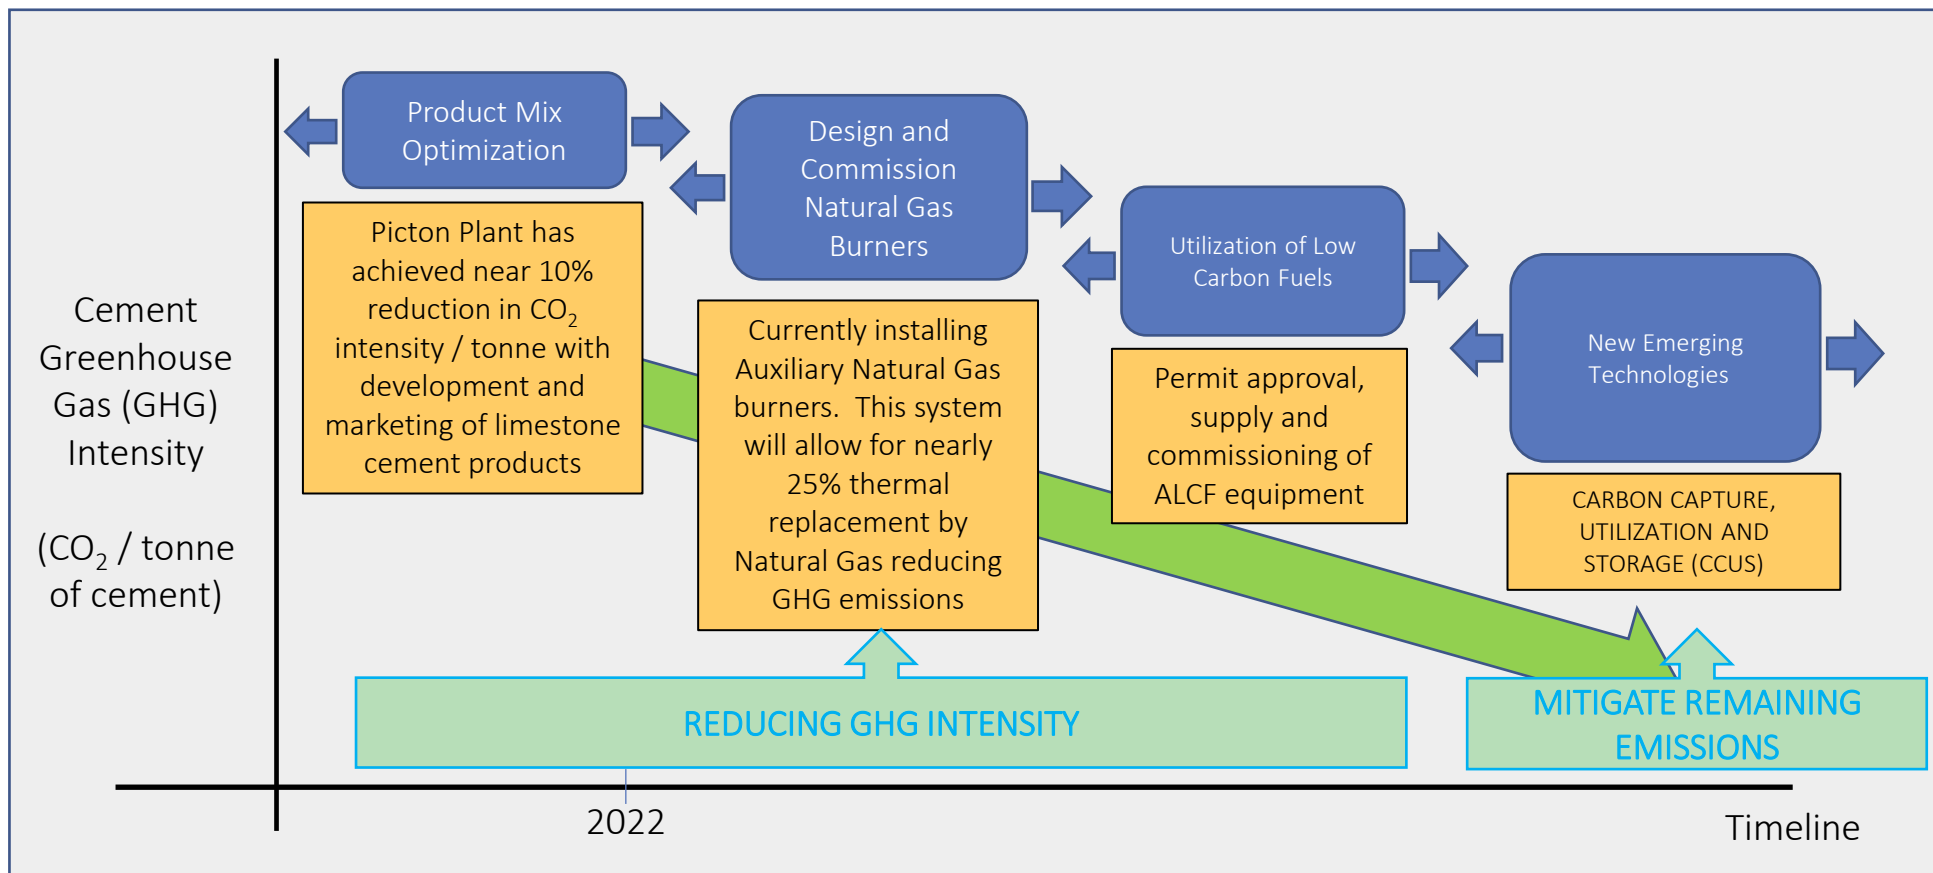 Product Mix
Optimization
Design and
Commission
Natural Gas
Burners
Utilization of Low
Carbon Fuels
New Emerging
Technologies
Picton Plant has
achieved near 10%
reduction in CO₂
intensity / tonne with
development and
marketing of limestone
cement products
Currently installing
Auxiliary Natural Gas
burners. This system
will allow for nearly
25% thermal
replacement by
Natural Gas reducing
GHG emissions
Permit approval,
supply and
commissioning of
ALCF equipment
CARBON CAPTURE,
UTILIZATION AND
STORAGE (CCUS)
Cement
Greenhouse
Gas (GHG)
Intensity
(CO₂ / tonne
of cement)
REDUCING GHG INTENSITY
MITIGATE REMAINING
EMISSIONS
2022
Timeline